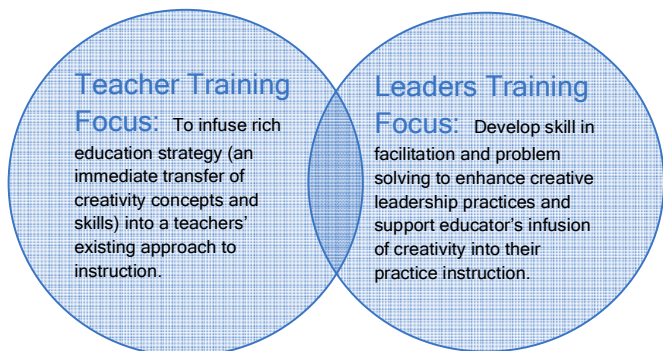 Teacher Training
Focus: To infuse rich
education strategy (an
immediate transfer of
creativity concepts and
skills) into a teachers'
existing approach to
instruction.
Leaders Training
Focus: Develop skill in
facilitation and problem
solving to enhance creative
leadership practices and
support educator's infusion
of creativity into their
practice instruction.